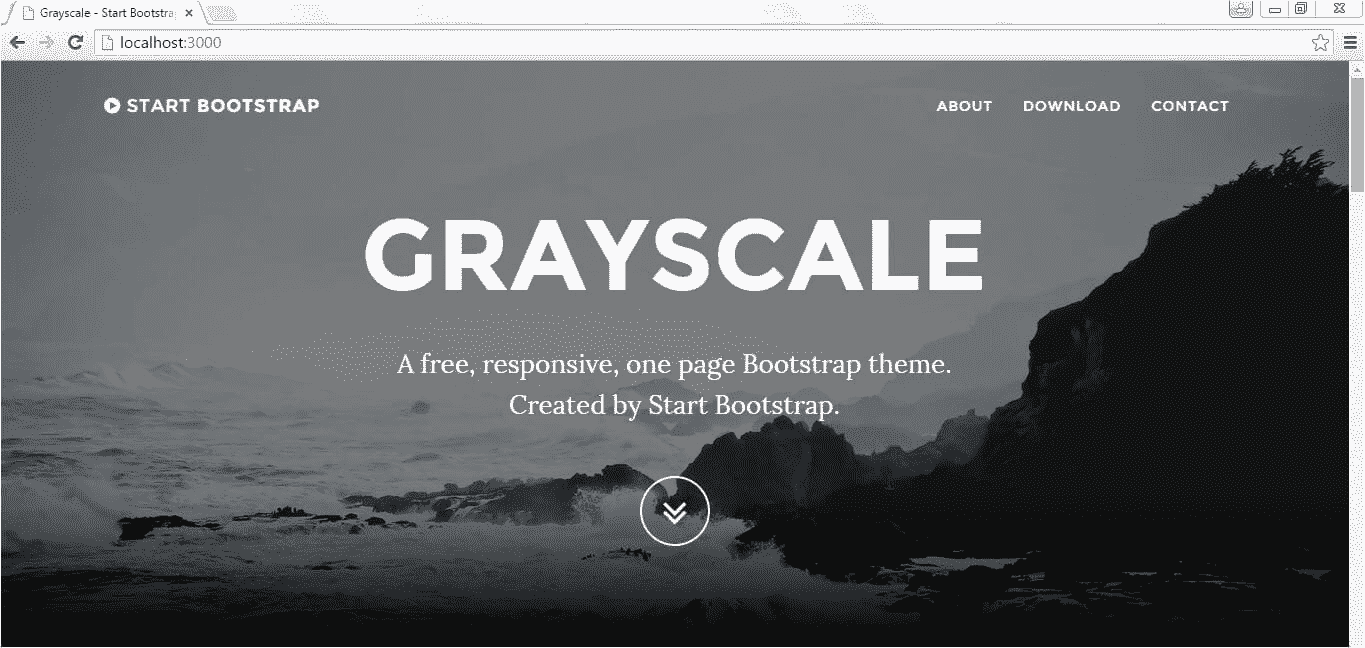 Grayscale - Start Bootstra
localhost:3000
START BOOTSTRAP
ABOUT DOWNLOAD CONTACT
GRAYSCALE
A free, responsive, one page Bootstrap theme.
Created by Start Bootstrap.